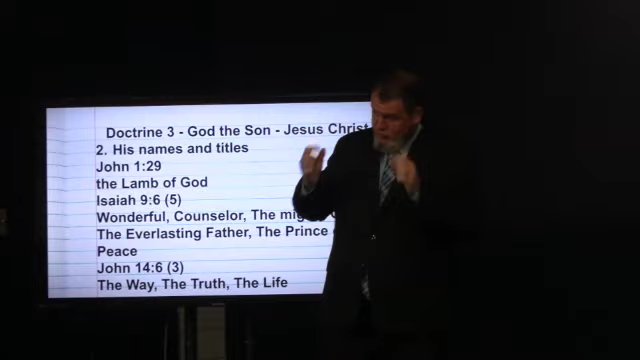 Doctrine 3 - God the Son - Jesus Christ
2. His names and titles
John 1:29
the Lamb of God
Isaiah 9:6 (5)
Wonderful, Counselor, The
The Everlasting Father, The Prince
Peace
John 14:6 (3)
The Way, The Truth, The Life